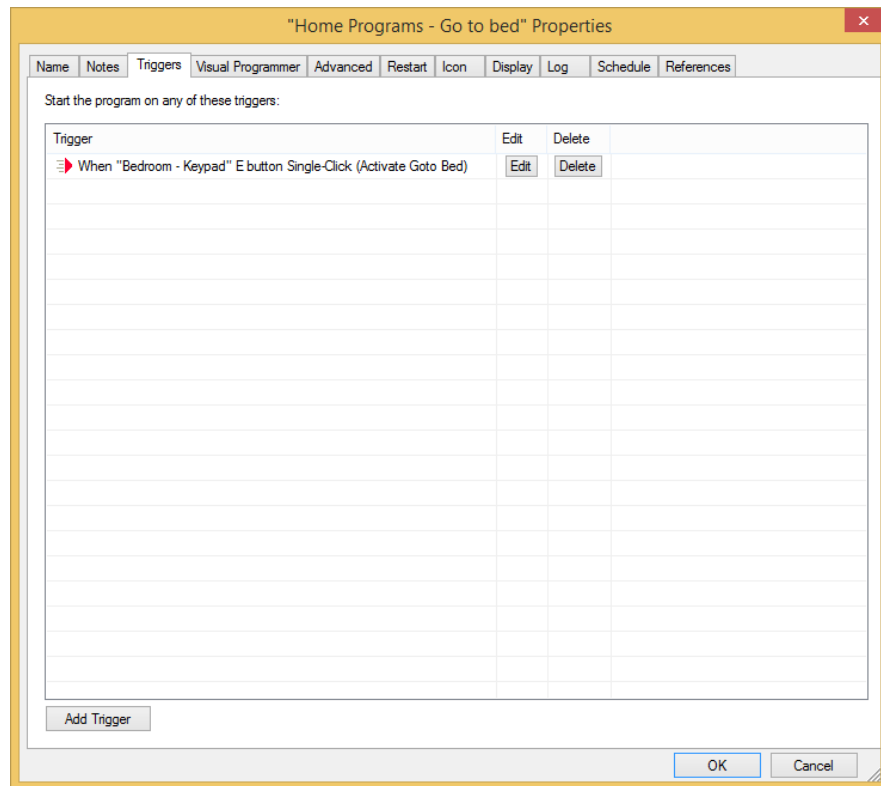 "Home Programs - Go to bed" Properties
Name Notes Triggers Visual Programmer Advanced Restart Icon Display Log Schedule References
Start the program on any of these triggers:
Trigger Edit Delete
When "Bedroom - Keypad" E button Single-Click (Activate Goto Bed) Edit Delete
Add Trigger
OK Cancel